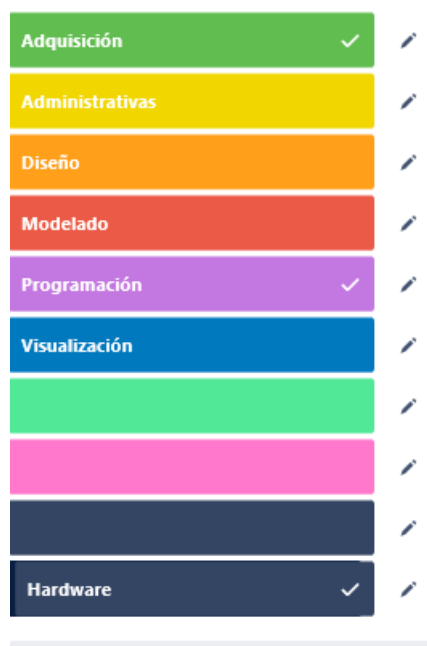 Adquisición
Administrativas
Diseño
Modelado
Programación
Visualización
Hardware